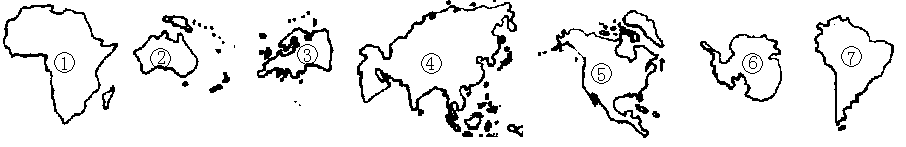 ① ② ③ ④ ⑤ ⑥ ⑦